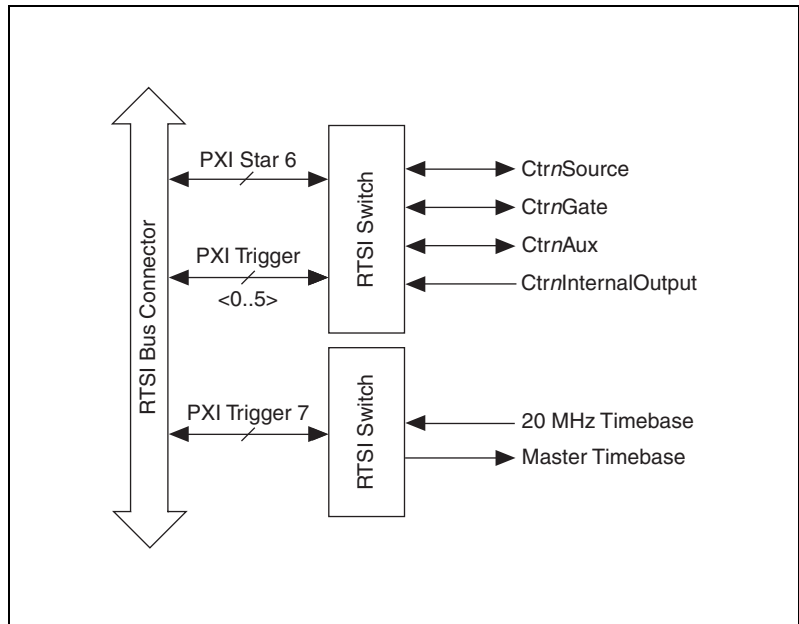 RTSI Bus Connector
PXI Star 6
PXI Trigger
<0..5>
RTSI Switch
CtrnSource
CtrnGate
CtrnAux
CtrnInternalOutput
PXI Trigger 7
RTSI Switch
20 MHz Timebase
Master Timebase